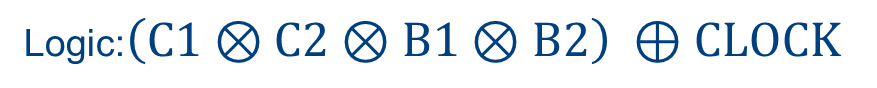 Logic:(C1 ⊗ C2 ⊗ B1 ⊗ B2) ⊕ CLOCK